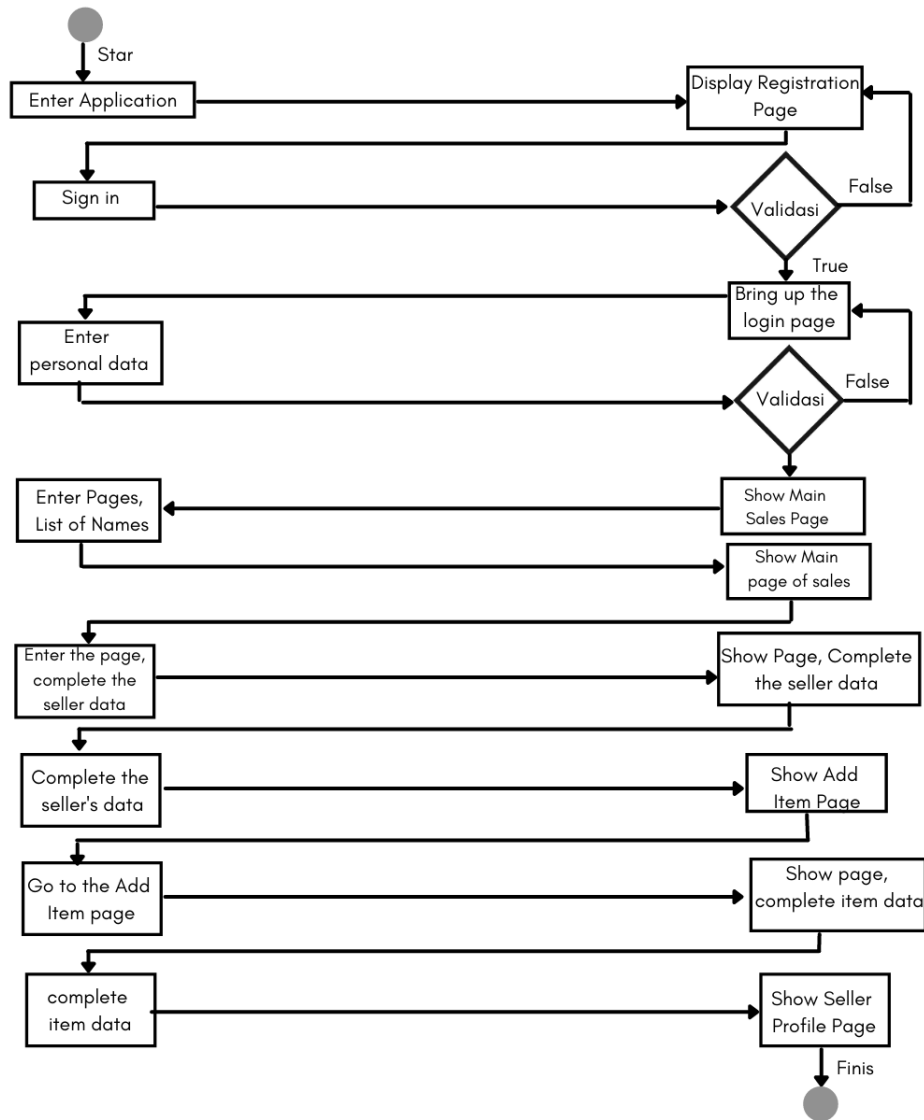 Star
Enter Application
Display Registration
Page
Sign in
Validasi
False
True
Bring up the
login page
Enter
personal data
Validasi
False
Enter Pages,
List of Names
Show Main
Sales Page
Show Main
page of sales
Enter the page,
complete the
seller data
Show Page, Complete
the seller data
Complete the
seller's data
Show Add
Item Page
Go to the Add
Item page
Show page,
complete item data
complete
item data
Show Seller
Profile Page
Finis